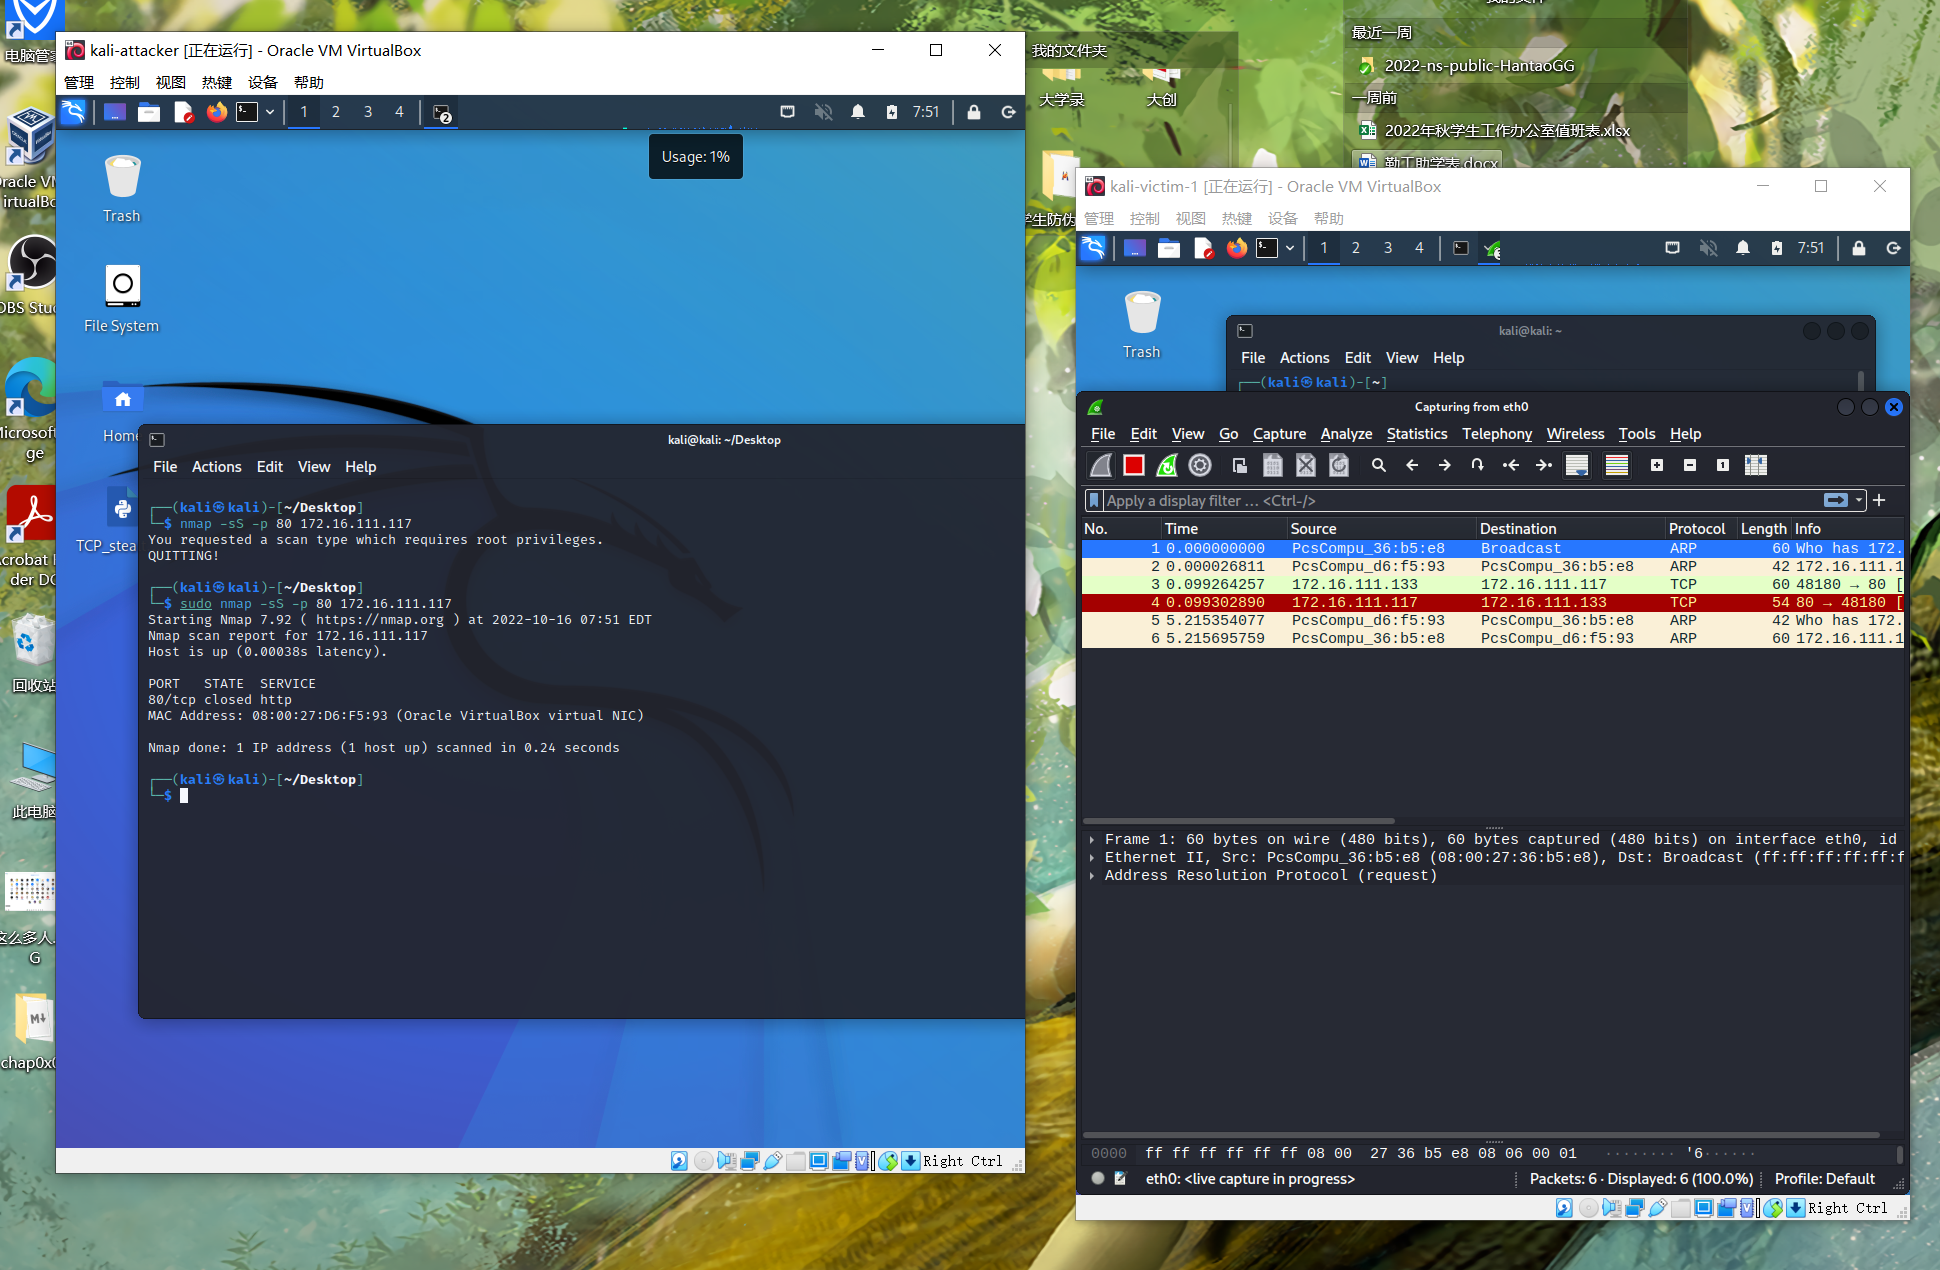 电脑管家
Oracle VM
VirtualBox
OBS Studio
Microsoft
Edge
回收站
此电脑
G
我的文件夹
大学录
大创
最近一周
2022-ns-public-HantaoGG
一周前
2022年秋学生工作办公室值班表.xlsx
勤工助学表.docx
kali-attacker [正在运行] - Oracle VM VirtualBox
管理 控制 视图 热键 设备 帮助
1 2 3 4 2 7:51
Usage: 1%
Trash
File System
Home
TCP_stea
kali@kali: ~/Desktop
File Actions Edit View Help
┌──(kali㉿kali)-[~/Desktop]
└─$ nmap -sS -p 80 172.16.111.117
You requested a scan type which requires root privileges.
QUITTING!
┌──(kali㉿kali)-[~/Desktop]
└─$ sudo nmap -sS -p 80 172.16.111.117
Starting Nmap 7.92 ( https://nmap.org ) at 2022-10-16 07:51 EDT
Nmap scan report for 172.16.111.117
Host is up (0.00038s latency).
PORT STATE SERVICE
80/tcp closed http
MAC Address: 08:00:27:D6:F5:93 (Oracle VirtualBox virtual NIC)
Nmap done: 1 IP address (1 host up) scanned in 0.24 seconds
┌──(kali㉿kali)-[~/Desktop]
└─$
Right Ctrl
kali-victim-1 [正在运行] - Oracle VM VirtualBox
管理 控制 视图 热键 设备 帮助
1 2 3 4 7:51
Trash
kali@kali: ~
File Actions Edit View Help
┌──(kali㉿kali)-[~]
Capturing from eth0
File Edit View Go Capture Analyze Statistics Telephony Wireless Tools Help
Apply a display filter ... <Ctrl-/>
No. Time Source Destination Protocol Length Info
1 0.000000000 PcsCompu_36:b5:e8 Broadcast ARP 60 Who has 172.
2 0.000026811 PcsCompu_d6:f5:93 PcsCompu_36:b5:e8 ARP 42 172.16.111.1
3 0.099264257 172.16.111.133 172.16.111.117 TCP 60 48180 → 80 [
4 0.099302890 172.16.111.117 172.16.111.133 TCP 54 80 → 48180 [
5 5.215354077 PcsCompu_d6:f5:93 PcsCompu_36:b5:e8 ARP 42 Who has 172.
6 5.215695759 PcsCompu_36:b5:e8 PcsCompu_d6:f5:93 ARP 60 172.16.111.1
Frame 1: 60 bytes on wire (480 bits), 60 bytes captured (480 bits) on interface eth0, id
Ethernet II, Src: PcsCompu_36:b5:e8 (08:00:27:36:b5:e8), Dst: Broadcast (ff:ff:ff:ff:ff:f
Address Resolution Protocol (request)
0000 ff ff ff ff ff ff 08 00 27 36 b5 e8 08 06 00 01 ········ '6······
eth0: <live capture in progress> Packets: 6 · Displayed: 6 (100.0%) Profile: Default
Right Ctrl